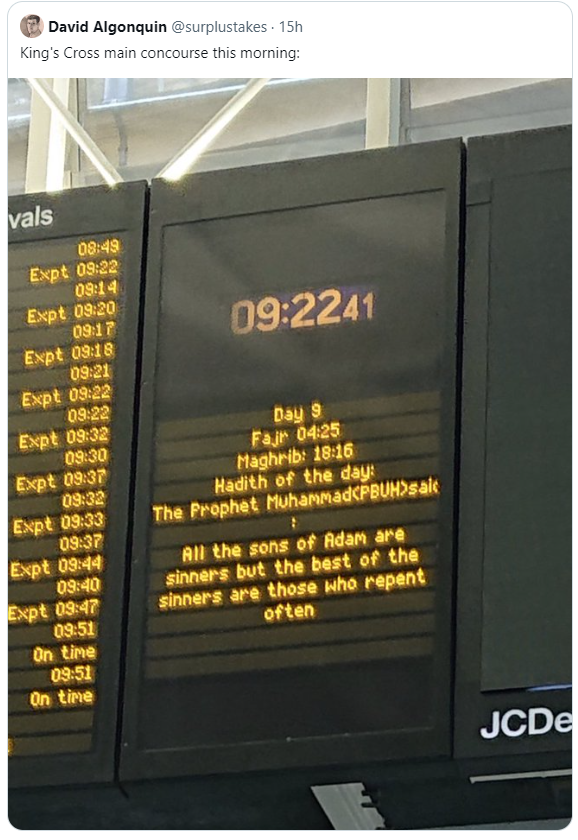 David Algonquin @surplustakes · 15h
King's Cross main concourse this morning:
vals
08:49
Expt 09:22
09:14
Expt 09:20
09:17
Expt 09:18
09:21
Expt 09:22
09:22
Expt 09:32
09:30
Expt 09:37
09:32
Expt 09:33
09:37
Expt 09:44
09:40
Expt 09:47
09:51
On time
09:51
On time
09:22 41
Day 9
Fajr 04:25
Maghrib: 18:16
Hadith of the day:
The Prophet Muhammad(PBUH)said
:
All the sons of Adam are
sinners but the best of the
sinners are those who repent
often
JCDe